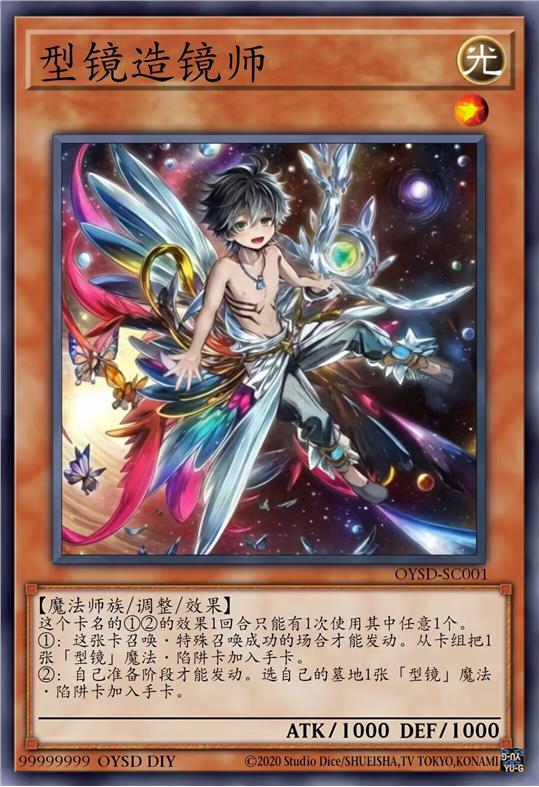 型镜造镜师
光
OYSD-SC001
【魔法师族/调整/效果】
这个卡名的①②的效果1回合只能有1次使用其中任意1个。
①:这张卡召唤·特殊召唤成功的场合才能发动。从卡组把1
张「型镜」魔法·陷阱卡加入手卡。
②:自己准备阶段才能发动。选自己的墓地1张「型镜」魔法
·陷阱卡加入手卡。
ATK/1000 DEF/1000
99999999 OYSD DIY ©2020 Studio Dice/SHUEISHA,TV TOKYO,KONAMI
YU-G